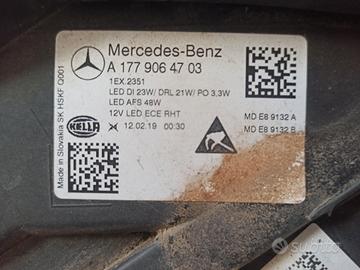 Mercedes-Benz
A 177 906 47 03
1EX.2351
LED DI 23W/ DRL 21W/ PO 3,3W
LED AFS 48W
12V LED ECE RHT
HELLA
12.02.19 00:30
MD E8 9132 A
MD E8 9132 B
Made in Slovakia SK HSKF Q001
subito